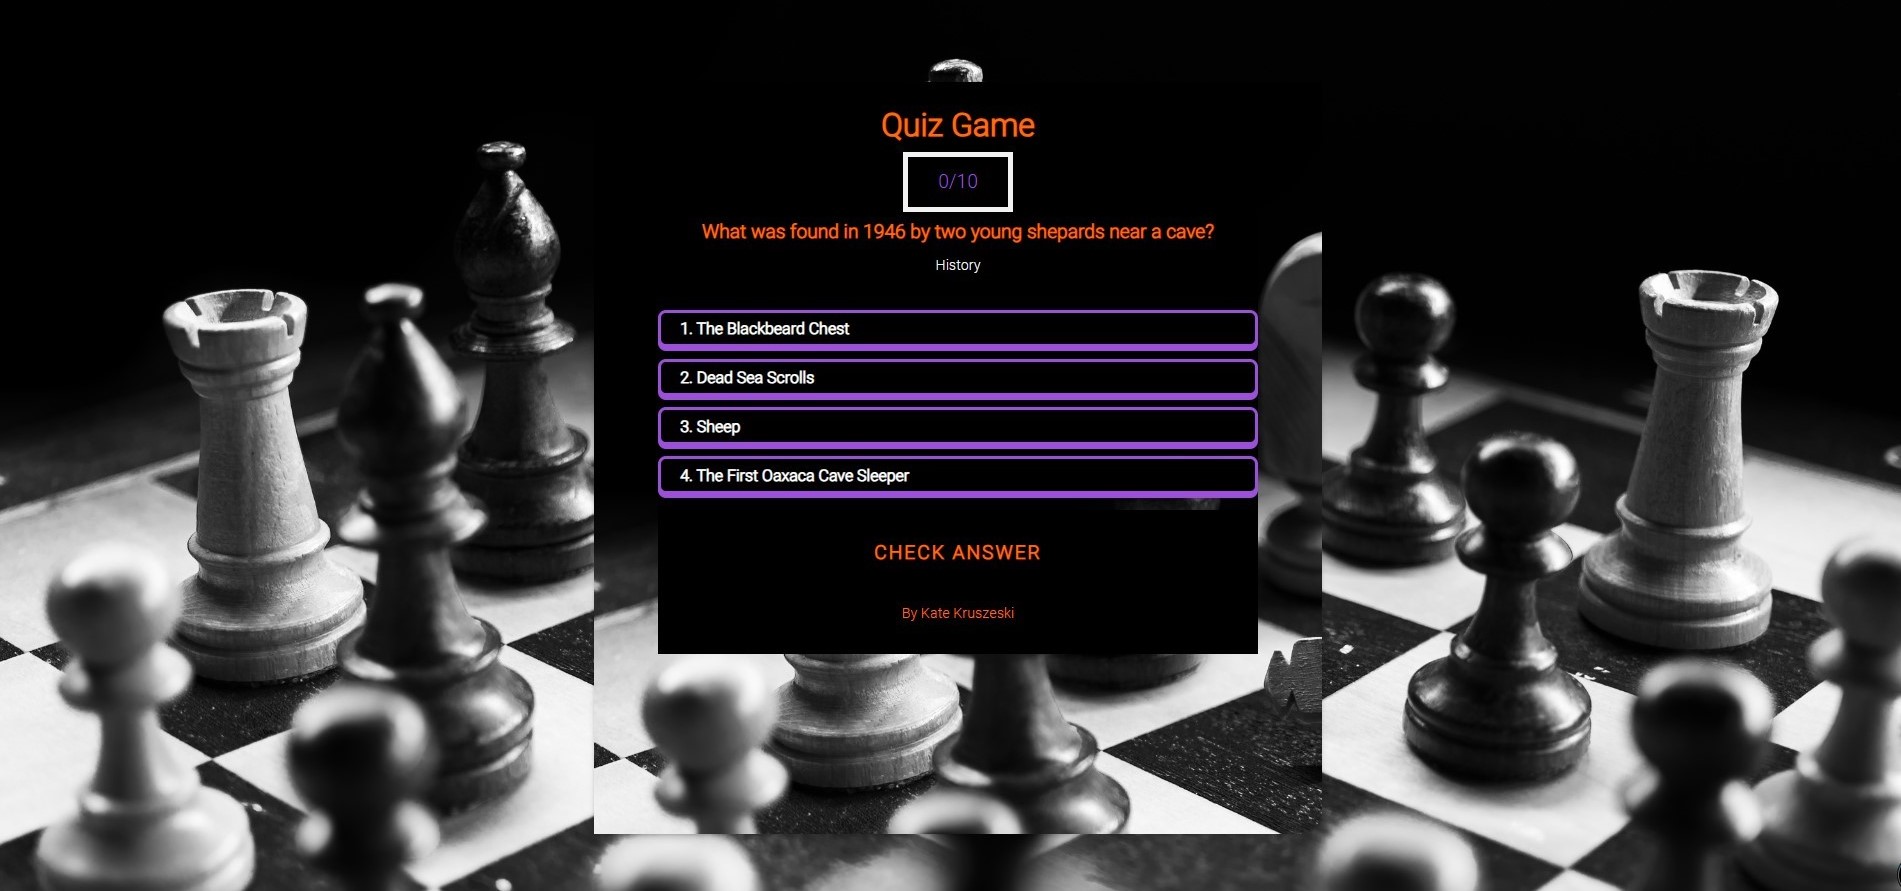 Quiz Game
0/10
What was found in 1946 by two young shepards near a cave?
History
1. The Blackbeard Chest
2. Dead Sea Scrolls
3. Sheep
4. The First Oaxaca Cave Sleeper
CHECK ANSWER
By Kate Kruszeski